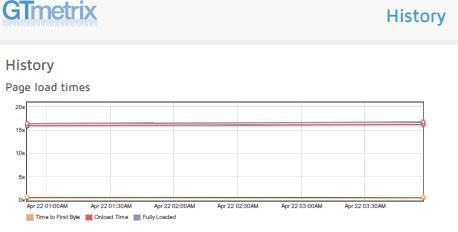 GTmetrix
History
History
Page load times
20s
15s
10s
5s
0s
Apr 22 01:00AM Apr 22 01:30AM Apr 22 02:00AM Apr 22 02:30AM Apr 22 03:00AM Apr 22 03:30AM
Time to First Byte Onload Time Fully Loaded